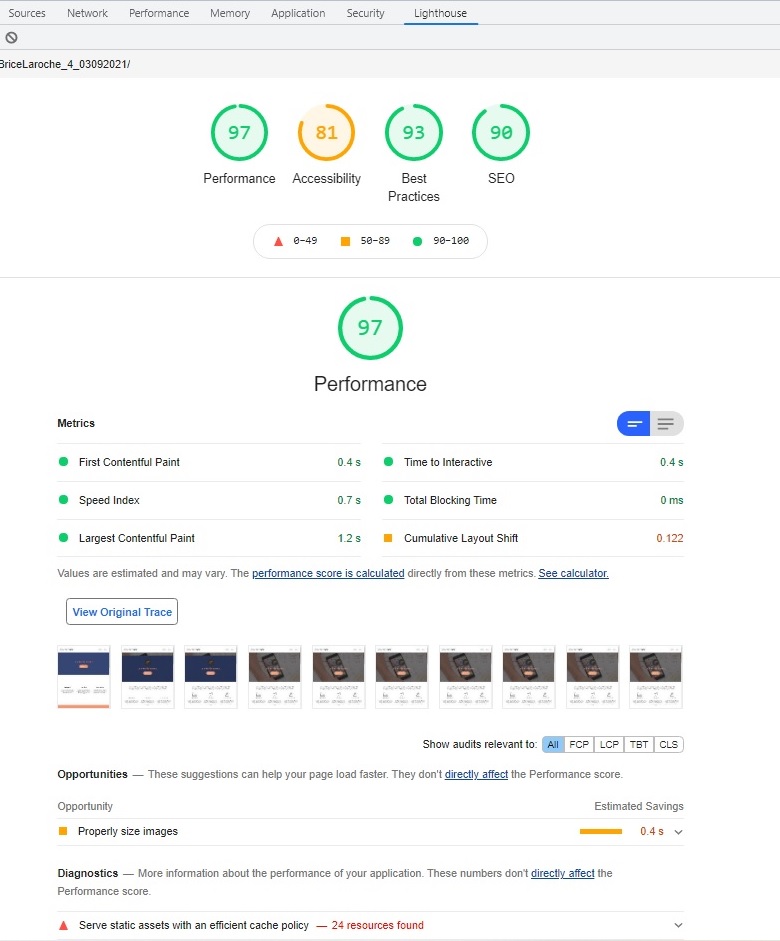 Sources Network Performance Memory Application Security Lighthouse
BriceLaroche_4_03092021/
97 81 93 90
Performance Accessibility Best Practices SEO
0–49 50–89 90–100
97
Performance
Metrics
First Contentful Paint 0.4 s Time to Interactive 0.4 s
Speed Index 0.7 s Total Blocking Time 0 ms
Largest Contentful Paint 1.2 s Cumulative Layout Shift 0.122
Values are estimated and may vary. The performance score is calculated directly from these metrics. See calculator.
View Original Trace
Show audits relevant to: All FCP LCP TBT CLS
Opportunities — These suggestions can help your page load faster. They don't directly affect the Performance score.
Opportunity Estimated Savings
Properly size images 0.4 s
Diagnostics — More information about the performance of your application. These numbers don't directly affect the
Performance score.
Serve static assets with an efficient cache policy — 24 resources found